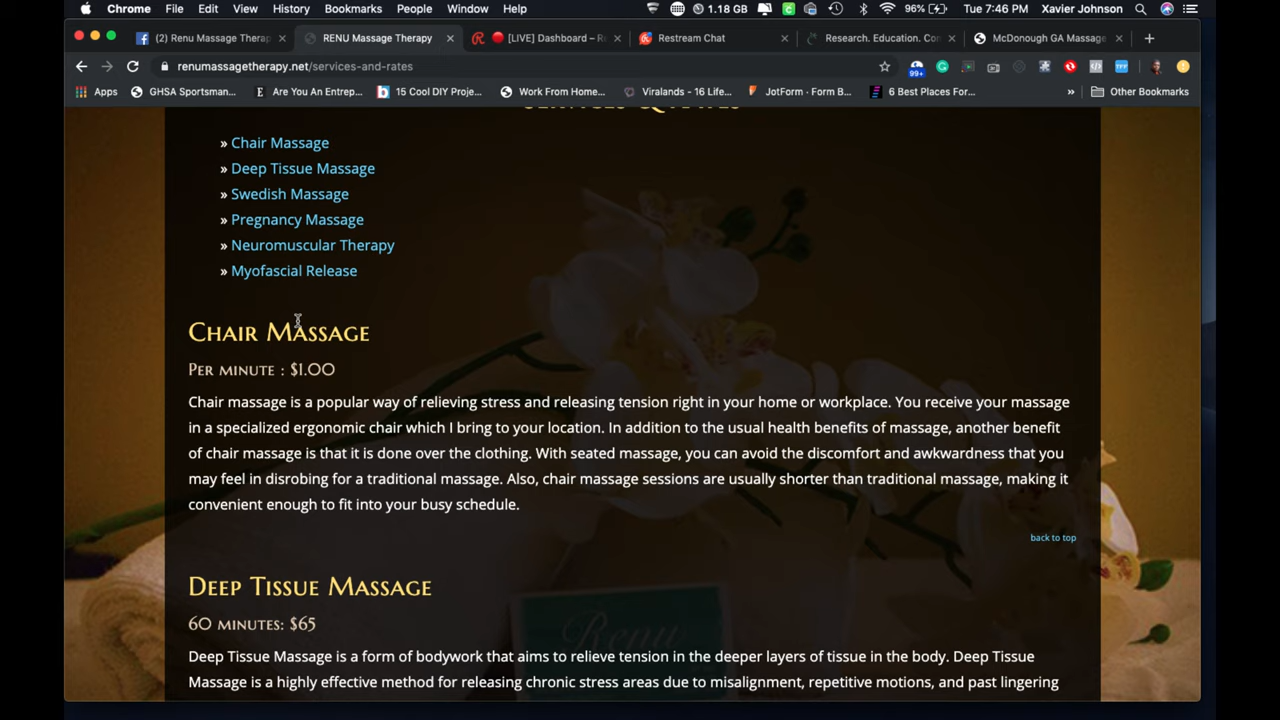 Chrome File Edit View History Bookmarks People Window Help 1.18 GB 96% Tue 7:46 PM Xavier Johnson
(2) Renu Massage Therap × RENU Massage Therapy × [LIVE] Dashboard – R × Restream Chat × Research. Education. Con × McDonough GA Massage × +
renumassagetherapy.net/services-and-rates 99+
Apps GHSA Sportsman... Are You An Entrep... 15 Cool DIY Proje... Work From Home... Viralands - 16 Life... JotForm · Form B... 6 Best Places For... » Other Bookmarks
» Chair Massage
» Deep Tissue Massage
» Swedish Massage
» Pregnancy Massage
» Neuromuscular Therapy
» Myofascial Release
Chair Massage
Per minute : $1.00
Chair massage is a popular way of relieving stress and releasing tension right in your home or workplace. You receive your massage
in a specialized ergonomic chair which I bring to your location. In addition to the usual health benefits of massage, another benefit
of chair massage is that it is done over the clothing. With seated massage, you can avoid the discomfort and awkwardness that you
may feel in disrobing for a traditional massage. Also, chair massage sessions are usually shorter than traditional massage, making it
convenient enough to fit into your busy schedule.
back to top
Deep Tissue Massage
60 minutes: $65
Renu
Deep Tissue Massage is a form of bodywork that aims to relieve tension in the deeper layers of tissue in the body. Deep Tissue
Massage is a highly effective method for releasing chronic stress areas due to misalignment, repetitive motions, and past lingering